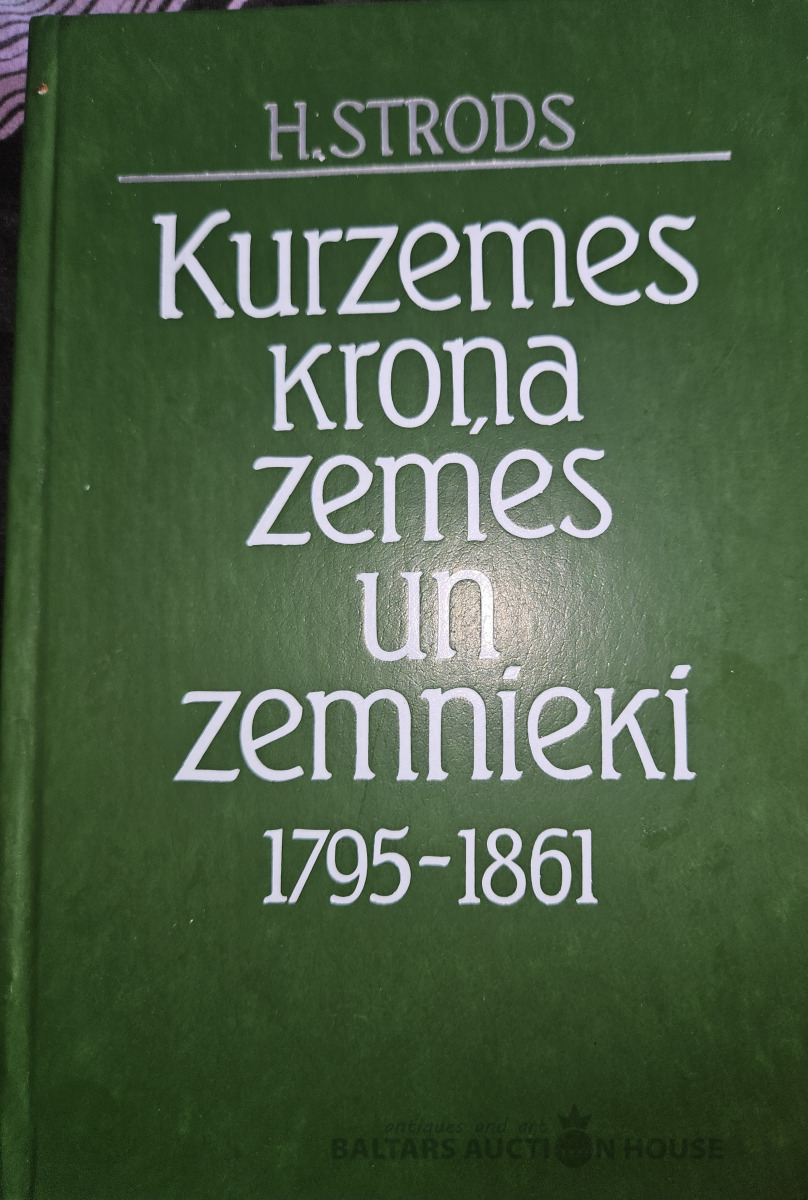 H. STRODS
Kurzemes
kroņa
zemes
un
zemnieki
1795-1861
antiques and art
BALTARS AUCTION HOUSE